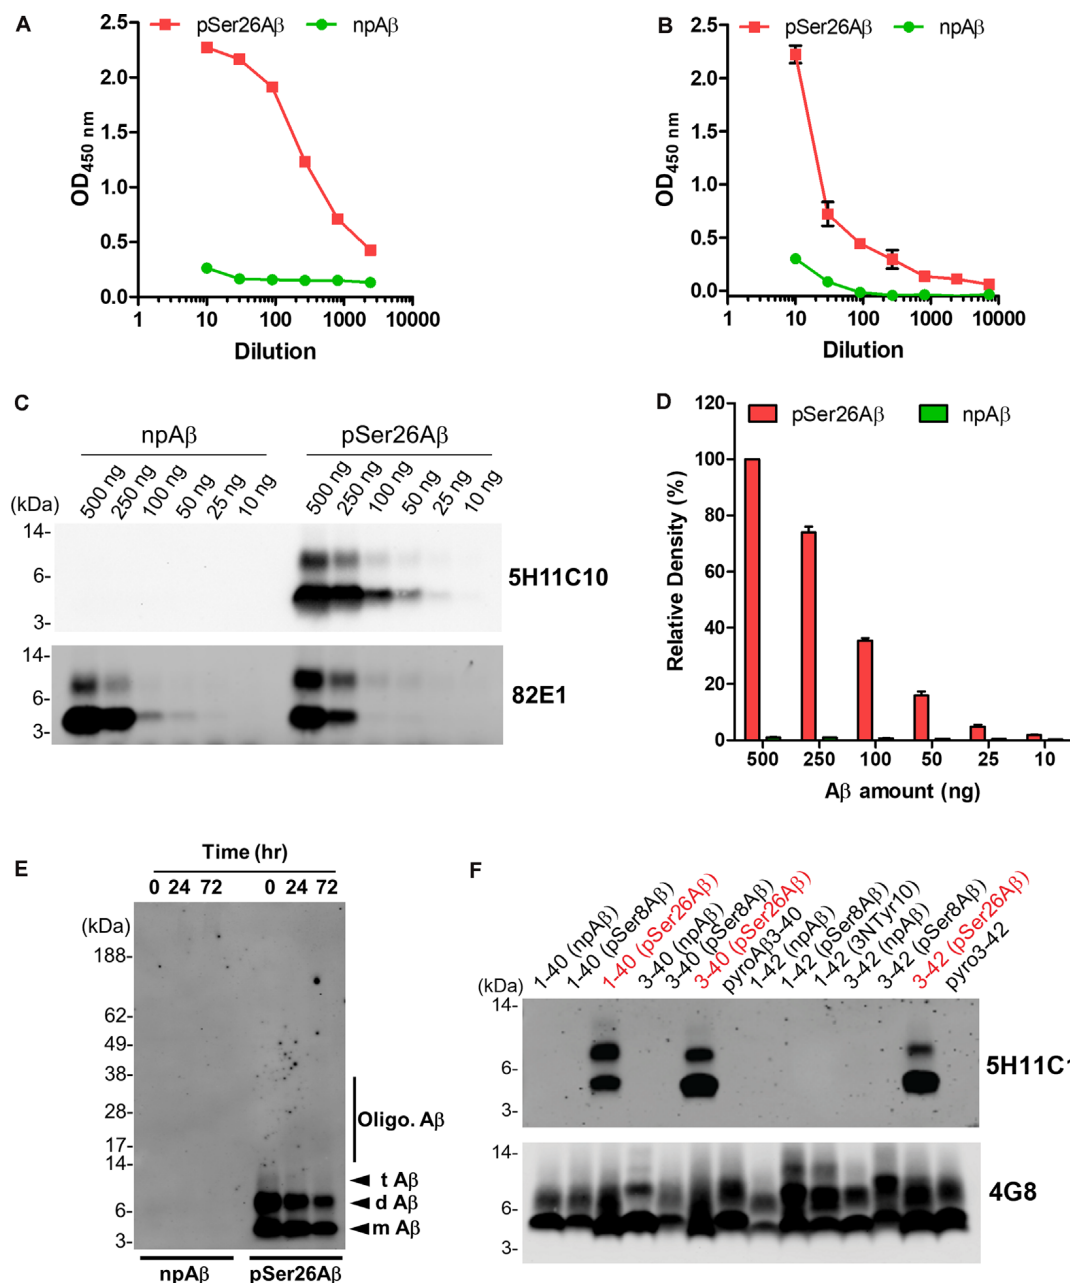 A
pSer26Aβ npAβ
2.5
2.0
1.5
1.0
0.5
0.0
OD450 nm
1 10 100 1000 10000
Dilution
B
pSer26Aβ npAβ
2.5
2.0
1.5
1.0
0.5
0.0
OD450 nm
1 10 100 1000 10000
Dilution
C
npAβ pSer26Aβ
(kDa) 500 ng 250 ng 100 ng 50 ng 25 ng 10 ng 500 ng 250 ng 100 ng 50 ng 25 ng 10 ng
14-
6-
3-
5H11C10
14-
6-
3-
82E1
D
pSer26Aβ npAβ
120
100
80
60
40
20
0
Relative Density (%)
500 250 100 50 25 10
Aβ amount (ng)
E
Time (hr)
0 24 72 0 24 72
(kDa)
188-
62-
49-
38-
28-
17-
14-
6-
3-
Oligo. Aβ
t Aβ
d Aβ
m Aβ
npAβ pSer26Aβ
F
1-40 (npAβ)
1-40 (pSer8Aβ)
1-40 (pSer26Aβ)
3-40 (npAβ)
3-40 (pSer8Aβ)
3-40 (pSer26Aβ)
pyroAβ3-40
1-42 (npAβ)
1-42 (pSer8Aβ)
1-42 (3NTyr10)
3-42 (npAβ)
3-42 (pSer8Aβ)
3-42 (pSer26Aβ)
pyro3-42
(kDa)
14-
6-
3-
5H11C1
14-
6-
3-
4G8